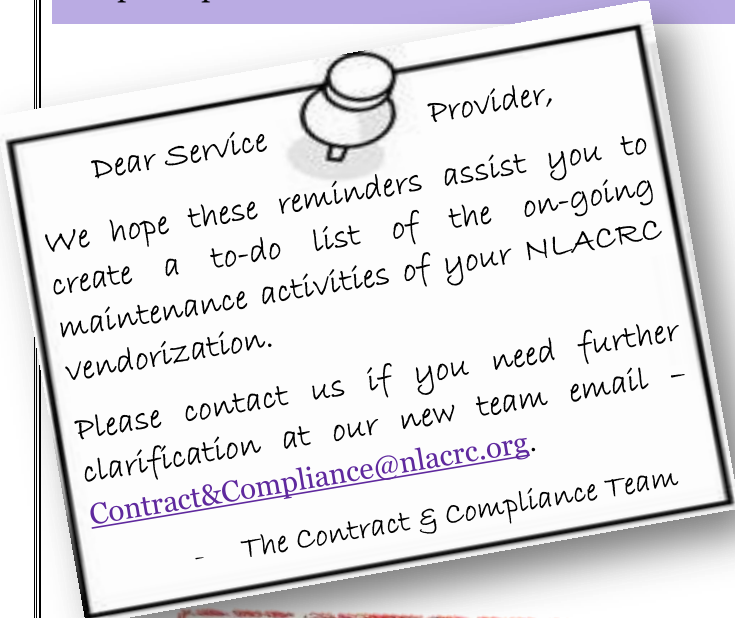 Dear Service Provider,
We hope these reminders assist you to
create a to-do list of the on-going
maintenance activities of your NLACRC
vendorization.
Please contact us if you need further
clarification at our new team email –
Contract&Compliance@nlacrc.org.
- The Contract & Compliance Team